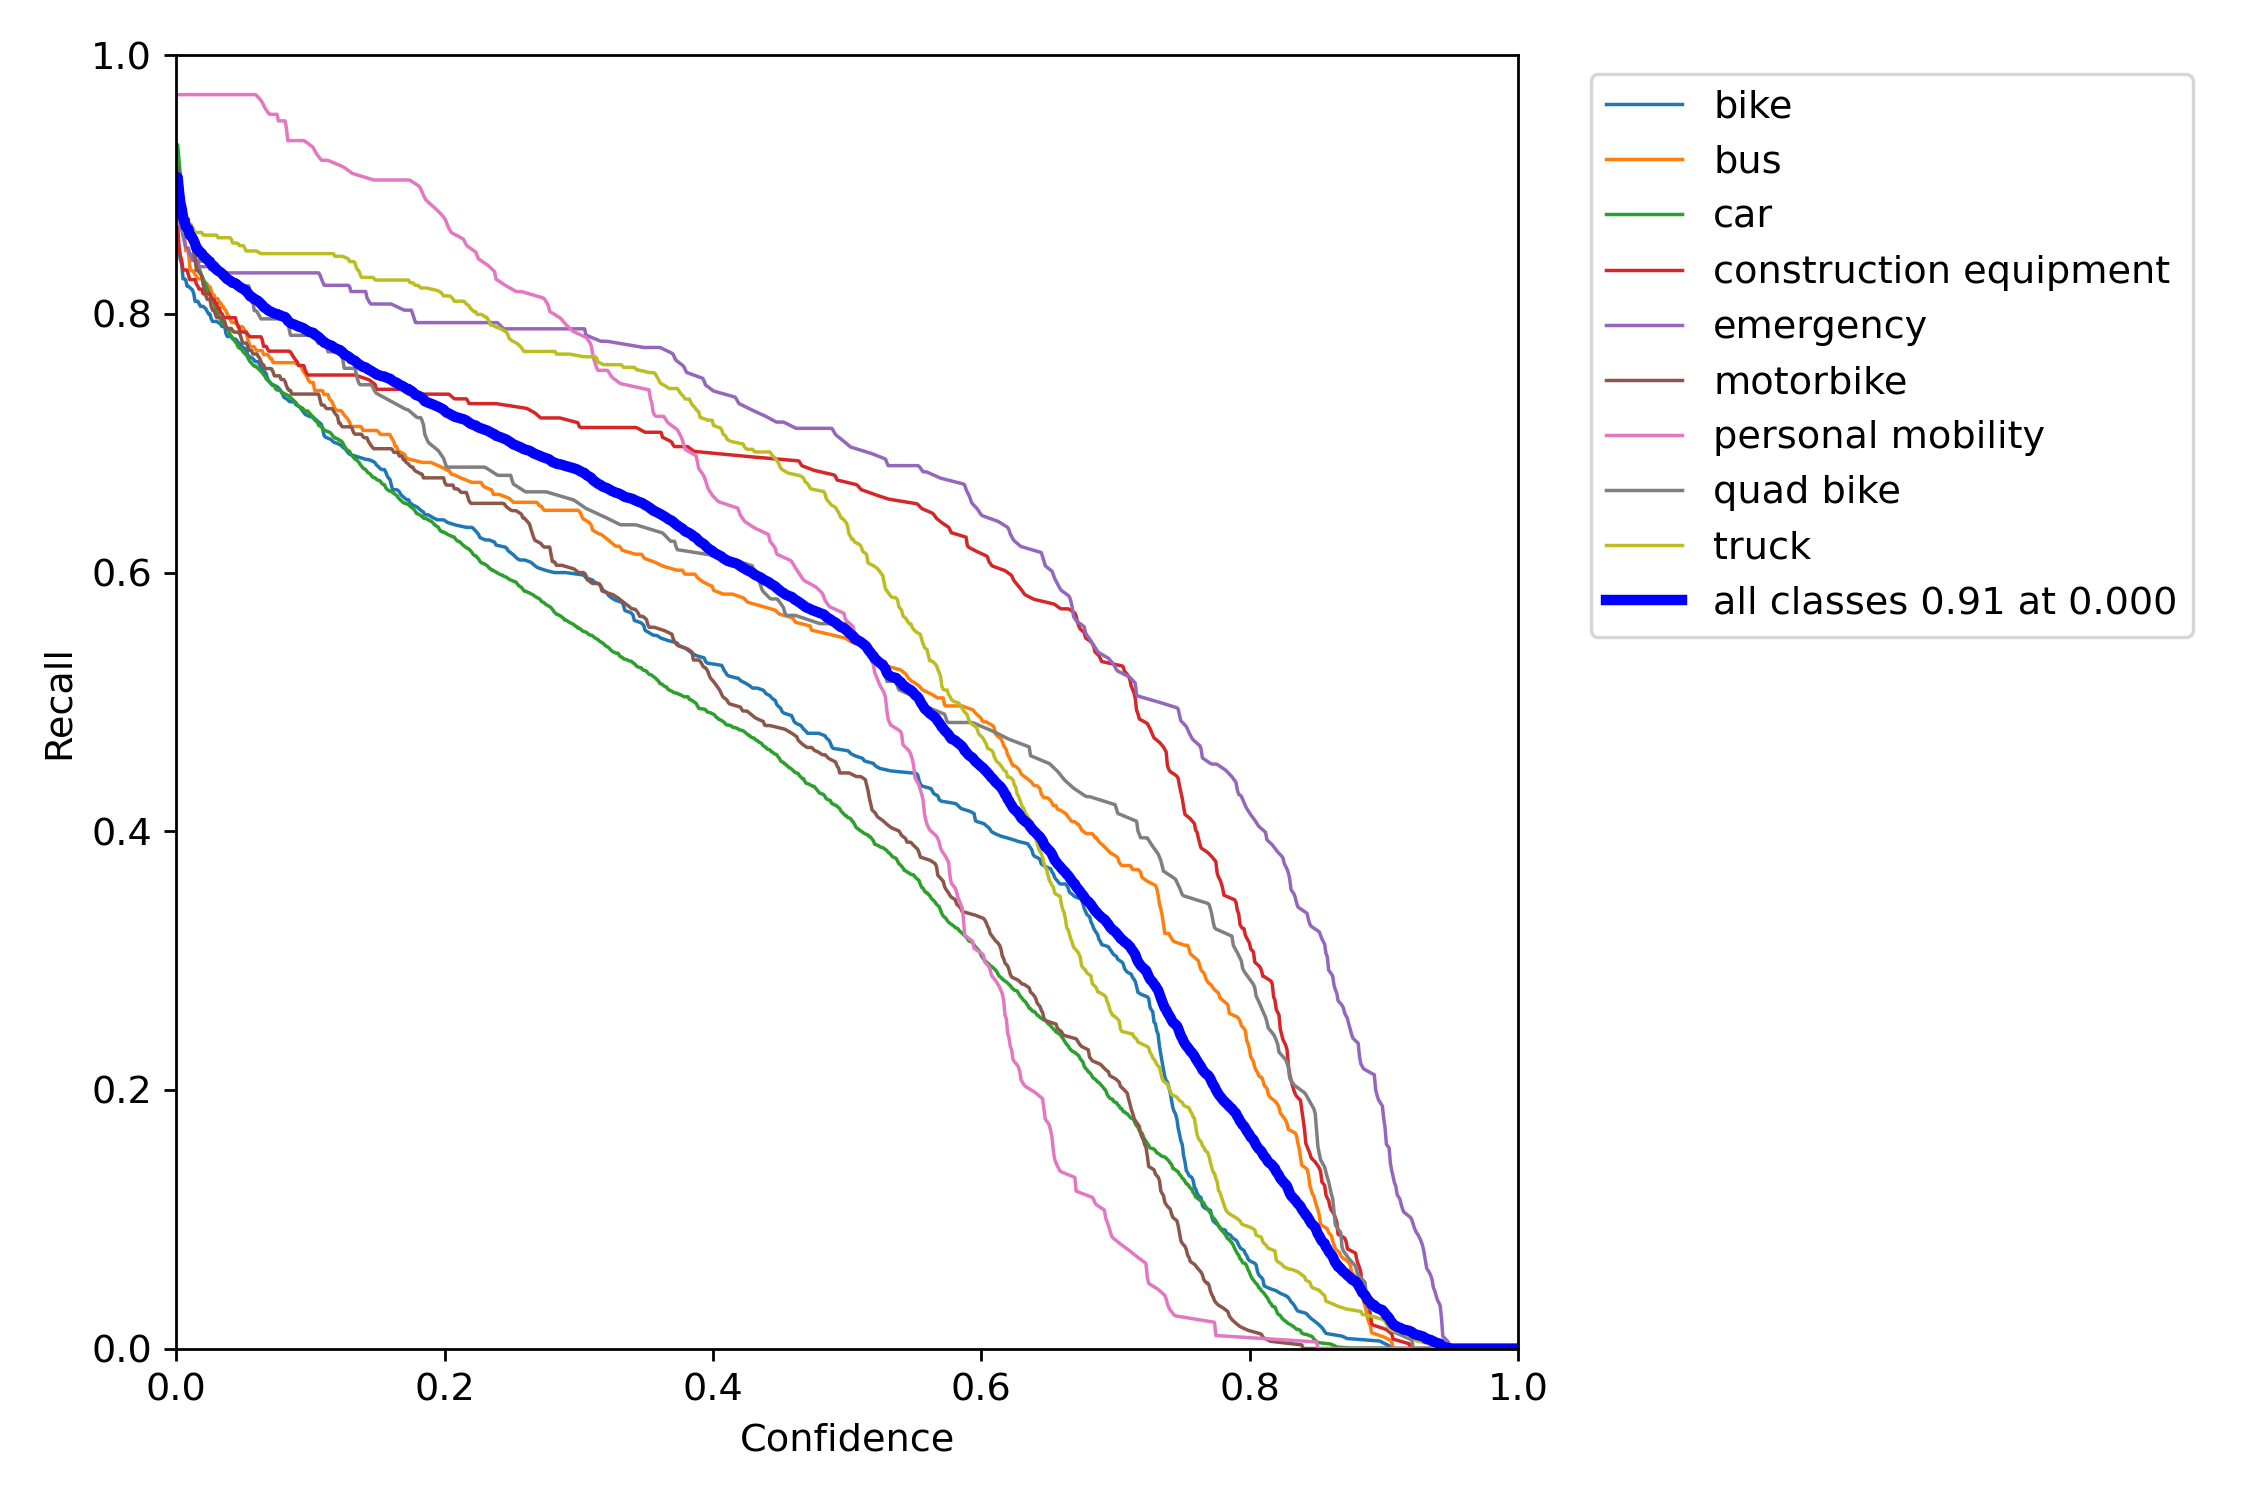 1.0
0.8
0.6
0.4
0.2
0.0
Recall
0.0 0.2 0.4 0.6 0.8 1.0
Confidence
bike
bus
car
construction equipment
emergency
motorbike
personal mobility
quad bike
truck
all classes 0.91 at 0.000